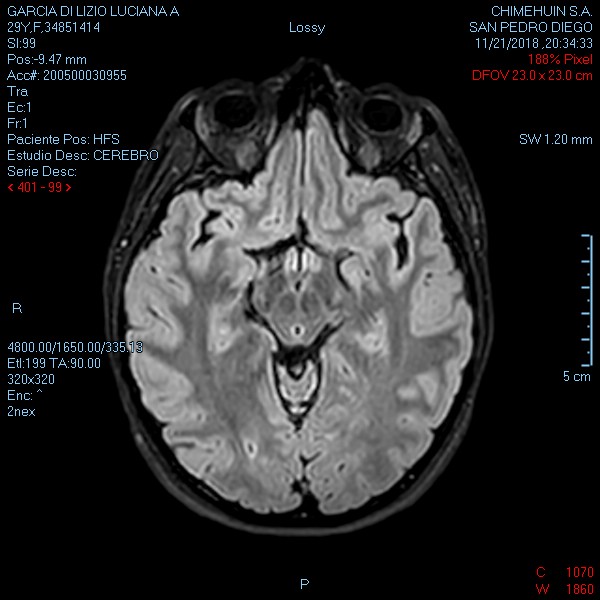 GARCIA DI LIZIO LUCIANA A
29Y,F,34851414
Sl:99
Pos:-9.47 mm
Acc#: 200500030955
Tra
Ec:1
Fr:1
Paciente Pos: HFS
Estudio Desc: CEREBRO
Serie Desc:
< 401 - 99 >
Lossy
CHIMEHUIN S.A.
SAN PEDRO DIEGO
11/21/2018 ,20:34:33
188% Pixel
DFOV 23.0 x 23.0 cm
SW 1.20 mm
R
4800.00/1650.00/335.13
Etl:199 TA:90.00
320x320
Enc: ^
2nex
5 cm
P
C 1070
W 1860